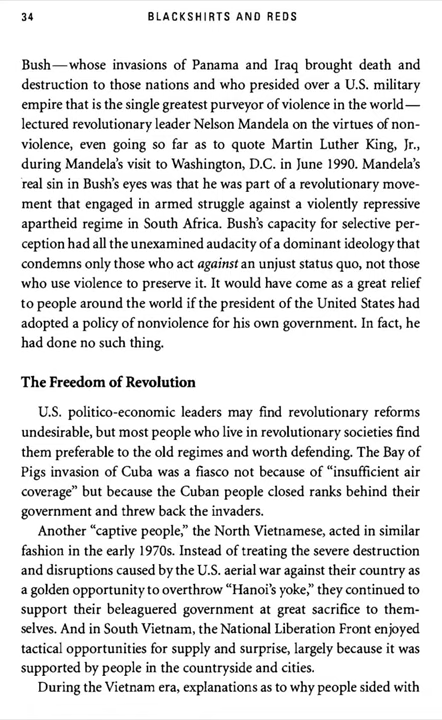 34 BLACKSHIRTS AND REDS
Bush—whose invasions of Panama and Iraq brought death and
destruction to those nations and who presided over a U.S. military
empire that is the single greatest purveyor of violence in the world—
lectured revolutionary leader Nelson Mandela on the virtues of non-
violence, even going so far as to quote Martin Luther King, Jr.,
during Mandela's visit to Washington, D.C. in June 1990. Mandela's
real sin in Bush's eyes was that he was part of a revolutionary move-
ment that engaged in armed struggle against a violently repressive
apartheid regime in South Africa. Bush's capacity for selective per-
ception had all the unexamined audacity of a dominant ideology that
condemns only those who act against an unjust status quo, not those
who use violence to preserve it. It would have come as a great relief
to people around the world if the president of the United States had
adopted a policy of nonviolence for his own government. In fact, he
had done no such thing.
The Freedom of Revolution
U.S. politico-economic leaders may find revolutionary reforms
undesirable, but most people who live in revolutionary societies find
them preferable to the old regimes and worth defending. The Bay of
Pigs invasion of Cuba was a fiasco not because of "insufficient air
coverage" but because the Cuban people closed ranks behind their
government and threw back the invaders.
Another "captive people," the North Vietnamese, acted in similar
fashion in the early 1970s. Instead of treating the severe destruction
and disruptions caused by the U.S. aerial war against their country as
a golden opportunity to overthrow "Hanoi's yoke," they continued to
support their beleaguered government at great sacrifice to them-
selves. And in South Vietnam, the National Liberation Front enjoyed
tactical opportunities for supply and surprise, largely because it was
supported by people in the countryside and cities.
During the Vietnam era, explanations as to why people sided with